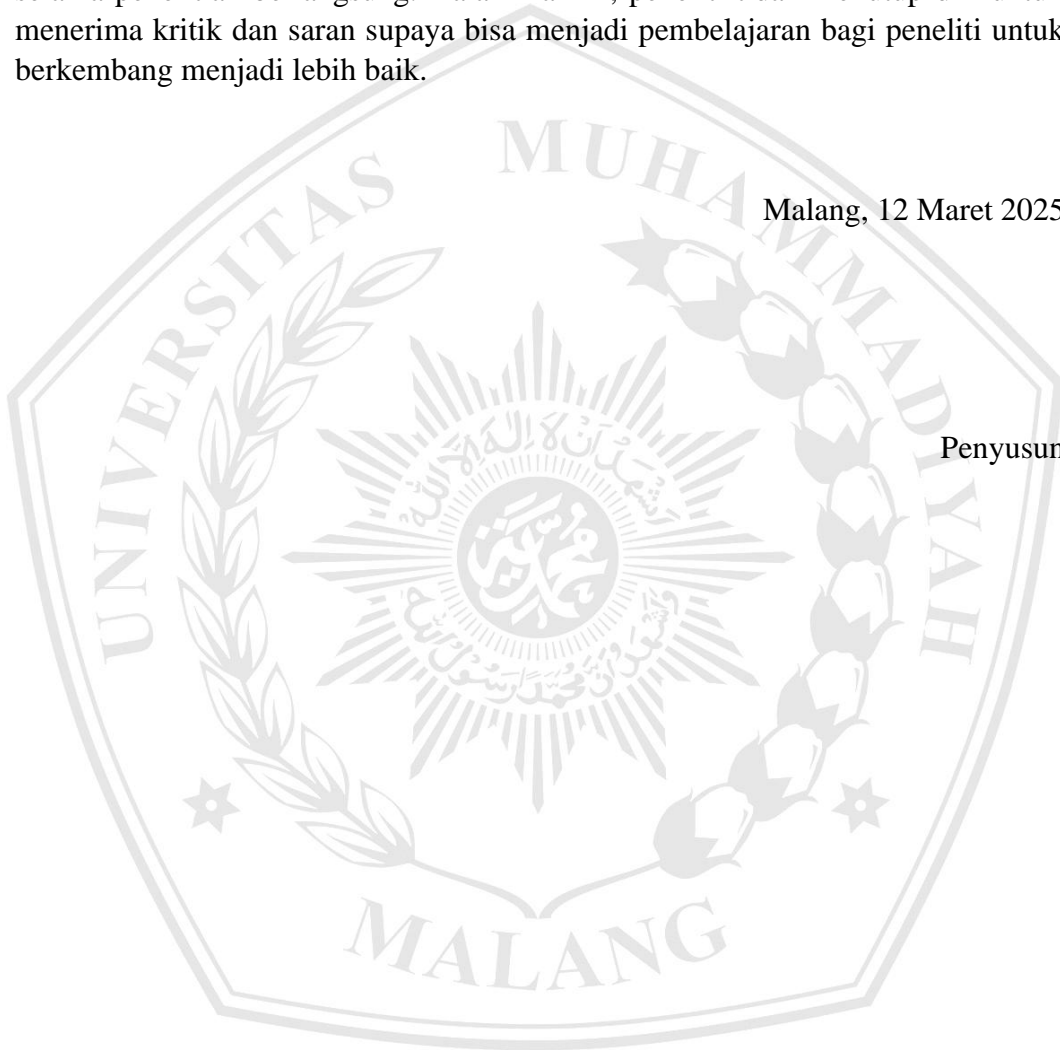 menerima kritik dan saran supaya bisa menjadi pembelajaran bagi peneliti untuk
berkembang menjadi lebih baik.
Malang, 12 Maret 2025
Penyusun
UNIVERSITAS MUHAMMADIYAH
MALANG